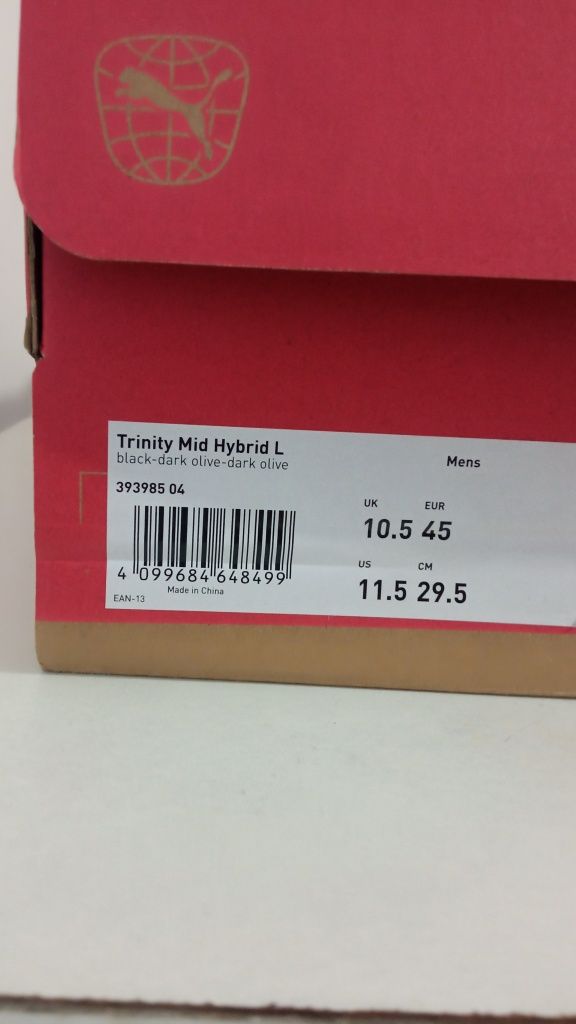 Trinity Mid Hybrid L
black-dark olive-dark olive
Mens
393985 04
UK EUR
10.5 45
US CM
11.5 29.5
4 099684 648499
Made in China
EAN-13